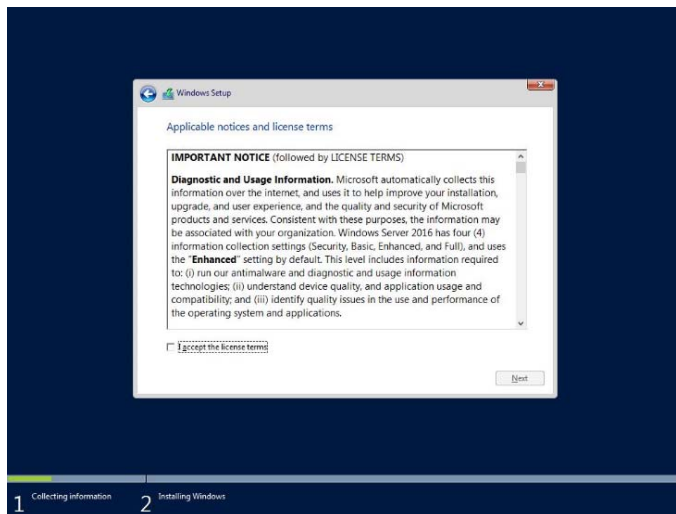 Windows Setup
Applicable notices and license terms
IMPORTANT NOTICE (followed by LICENSE TERMS)
Diagnostic and Usage Information. Microsoft automatically collects this
information over the internet, and uses it to help improve your installation,
upgrade, and user experience, and the quality and security of Microsoft
products and services. Consistent with these purposes, the information may
be associated with your organization. Windows Server 2016 has four (4)
information collection settings (Security, Basic, Enhanced, and Full), and uses
the "Enhanced" setting by default. This level includes information required
to: (i) run our antimalware and diagnostic and usage information
technologies; (ii) understand device quality, and application usage and
compatibility; and (iii) identify quality issues in the use and performance of
the operating system and applications.
I accept the license terms
Next
1 Collecting information 2 Installing Windows